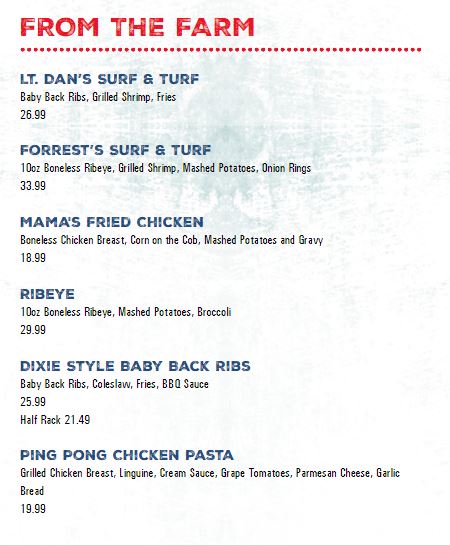 FROM THE FARM
LT. DAN'S SURF & TURF
Baby Back Ribs, Grilled Shrimp, Fries
26.99
FORREST'S SURF & TURF
10oz Boneless Ribeye, Grilled Shrimp, Mashed Potatoes, Onion Rings
33.99
MAMA'S FRIED CHICKEN
Boneless Chicken Breast, Corn on the Cob, Mashed Potatoes and Gravy
18.99
RIBEYE
10oz Boneless Ribeye, Mashed Potatoes, Broccoli
29.99
DIXIE STYLE BABY BACK RIBS
Baby Back Ribs, Coleslaw, Fries, BBQ Sauce
25.99
Half Rack 21.49
PING PONG CHICKEN PASTA
Grilled Chicken Breast, Linguine, Cream Sauce, Grape Tomatoes, Parmesan Cheese, Garlic
Bread
19.99